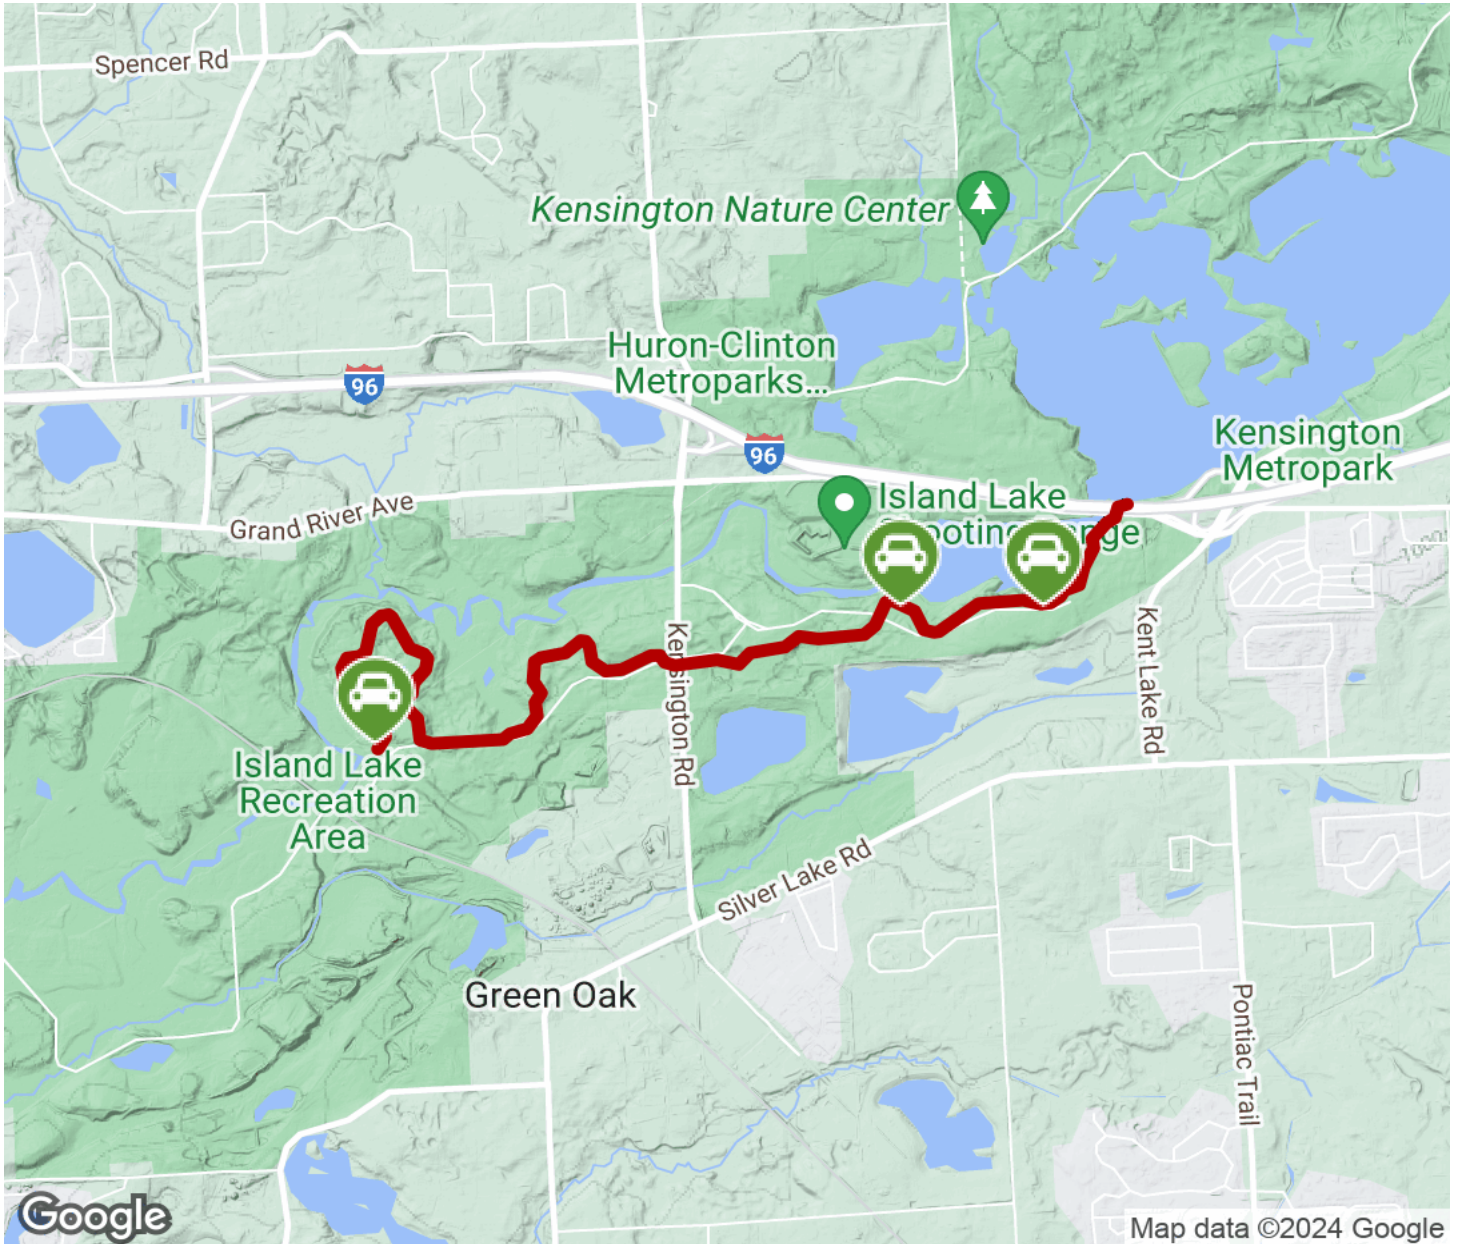 Spencer Rd
Kensington Nature Center
Huron-Clinton
Metroparks...
96
96
Kensington
Metropark
Grand River Ave
Island Lake
Kensington Rd
Kent Lake Rd
Island Lake
Recreation
Area
Silver Lake Rd
Green Oak
Pontiac Trail
Google
Map data ©2024 Google